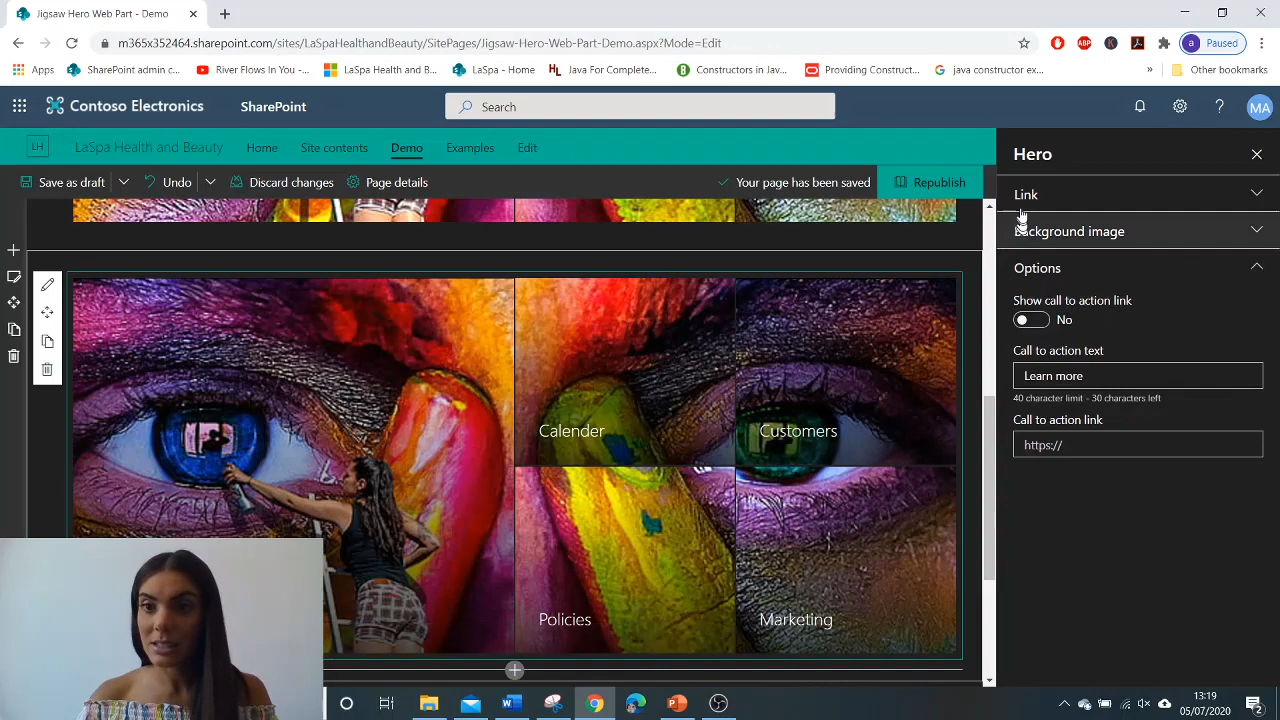 Jigsaw Hero Web Part - Demo
m365x352464.sharepoint.com/sites/LaSpaHealthandBeauty/SitePages/Jigsaw-Hero-Web-Part-Demo.aspx?Mode=Edit
ABP
a Paused
Apps
SharePoint admin c...
River Flows In You -...
LaSpa Health and B...
LaSpa - Home
HL Java For Complete...
Constructors in Jav...
Providing Construct...
java constructor ex...
»
Other bookmarks
Contoso Electronics
SharePoint
Search
MA
LH
LaSpa Health and Beauty
Home
Site contents
Demo
Examples
Edit
Save as draft
Undo
Discard changes
Page details
Your page has been saved
Republish
Hero
Link
Background image
Options
Show call to action link
No
Call to action text
Learn more
40 character limit - 30 characters left
Call to action link
https://
Calender
Customers
Policies
Marketing
13:19
05/07/2020
2